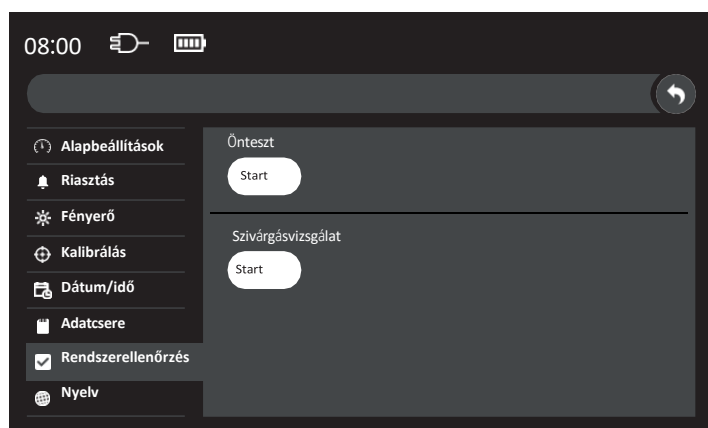 08:00
Alapbeállítások
Riasztás
Fényerő
Kalibrálás
Dátum/idő
Adatcsere
Rendszerellenőrzés
Nyelv
Önteszt
Start
Szivárgásvizsgálat
Start